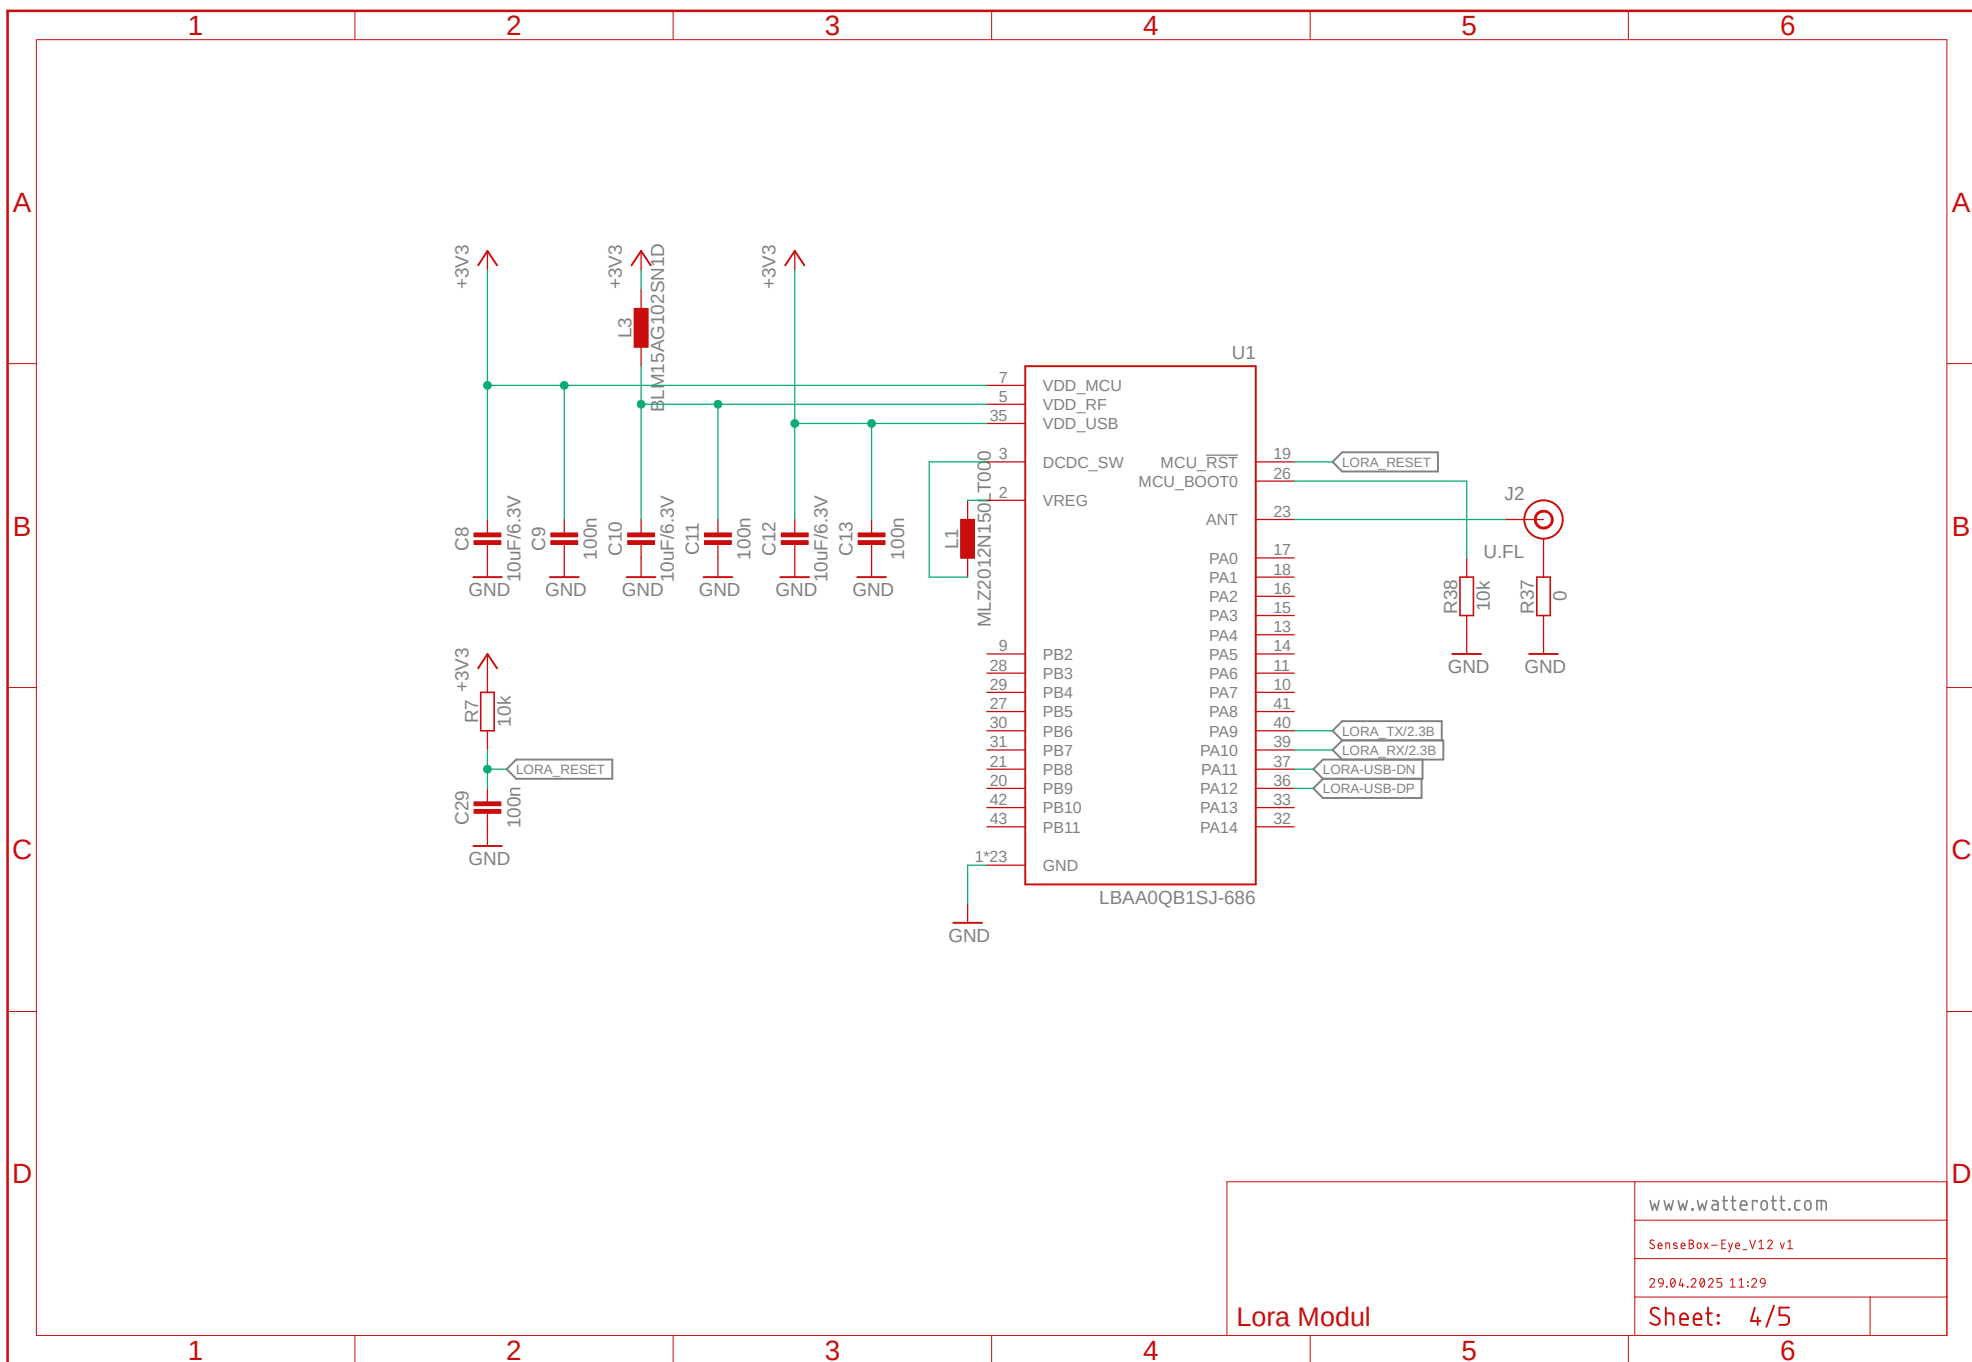 1 2 3 4 5 6
A A
+3V3 +3V3 +3V3
L3
BLM15AG102SN1D
U1
7 VDD_MCU
5 VDD_RF
35 VDD_USB
3 DCDC_SW
2 VREG
MCU_RST 19 LORA_RESET
MCU_BOOT0 26
ANT 23
J2
U.FL
B B
C8 10uF/6.3V
C9 100n
C10 10uF/6.3V
C11 100n
C12 10uF/6.3V
C13 100n
GND GND GND GND GND GND
L1
MLZ2012N150LT000
PA0 17
PA1 18
PA2 16
PA3 15
PA4 13
PA5 14
PA6 11
PA7 10
PA8 41
PA9 40 LORA_TX/2.3B
PA10 39 LORA_RX/2.3B
PA11 37 LORA-USB-DN
PA12 36 LORA-USB-DP
PA13 33
PA14 32
R38 10k
R37 0
GND GND
9 PB2
28 PB3
29 PB4
27 PB5
30 PB6
31 PB7
21 PB8
20 PB9
42 PB10
43 PB11
1*23 GND
GND
LBAA0QB1SJ-686
+3V3
R7 10k
LORA_RESET
C29 100n
GND
C C
D D
www.watterott.com
SenseBox-Eye_V12 v1
29.04.2025 11:29
Lora Modul
Sheet: 4/5
1 2 3 4 5 6